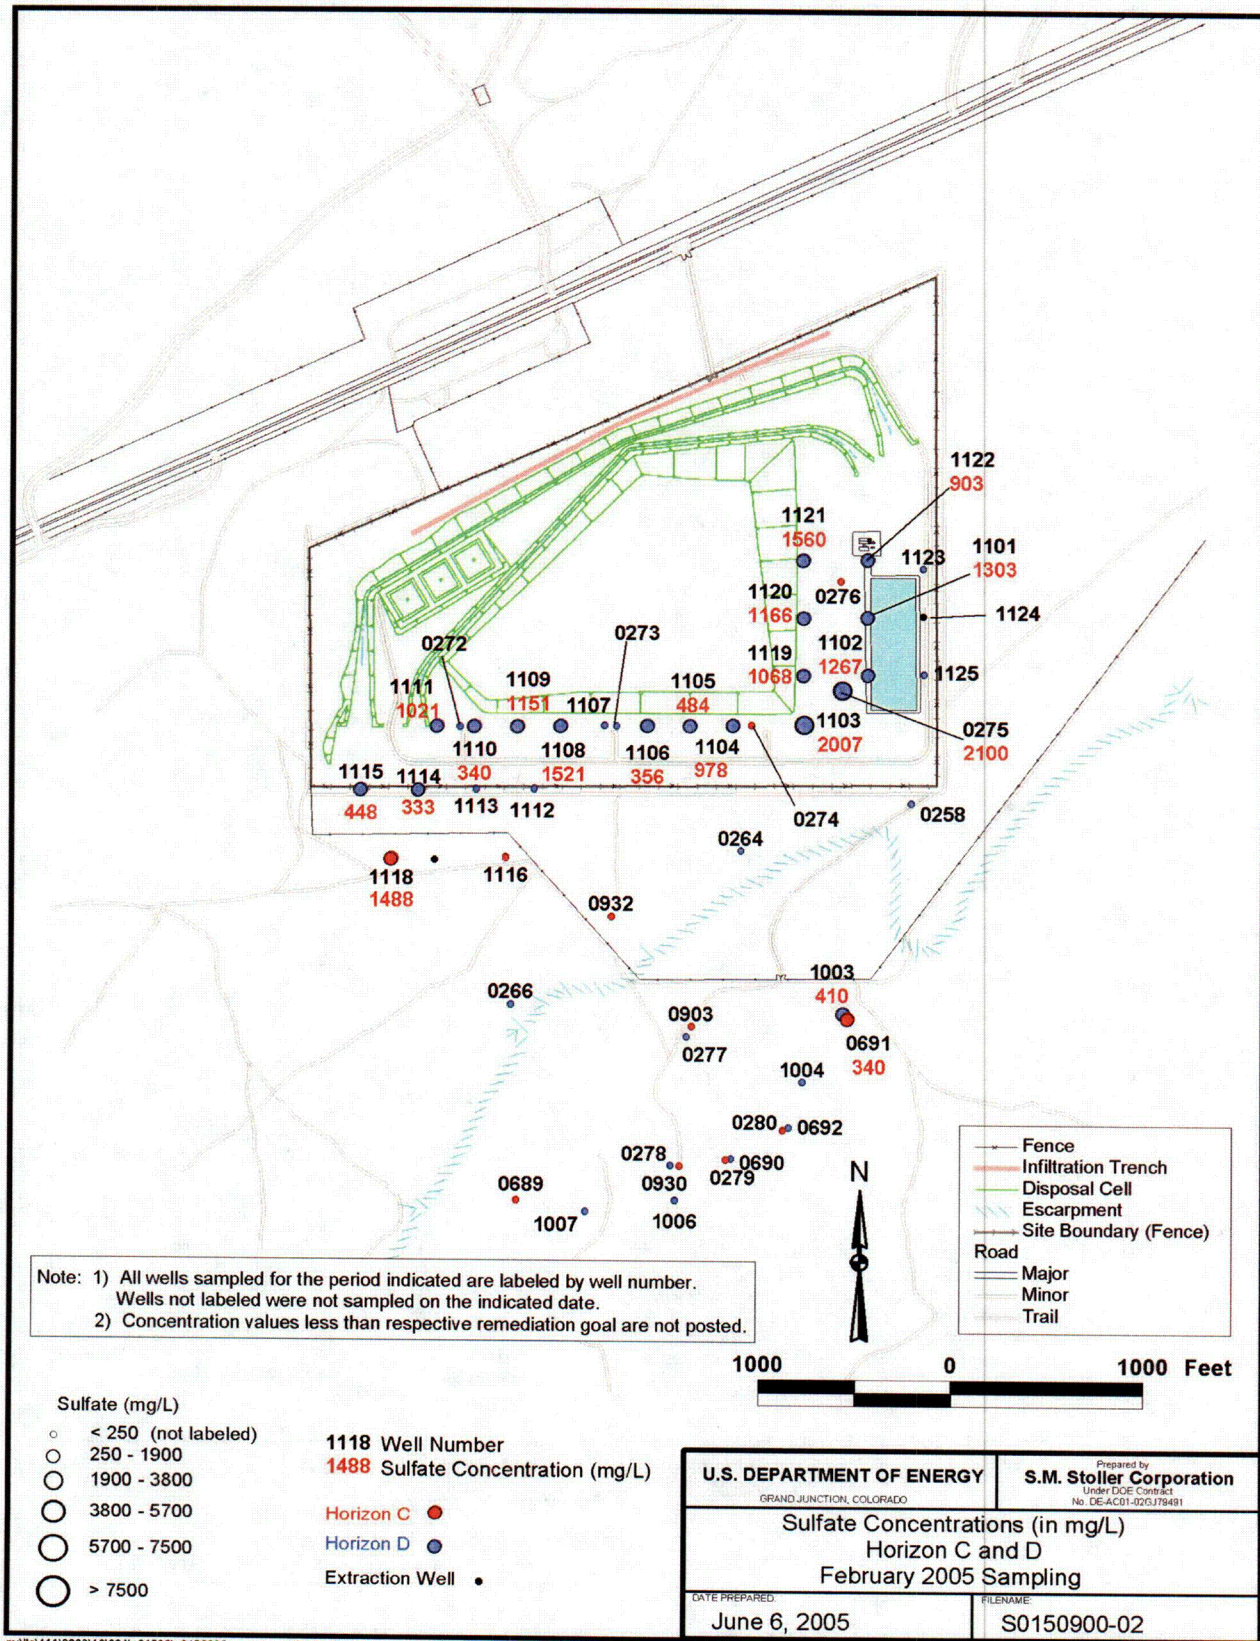 1122
903
1121
1560
1123
1101
1303
1120
1166
0276
1124
0273
0272
1119
1068
1102
1267
1125
1111
1021
1109
1151
1107
1105
484
1103
2007
0275
2100
1110
340
1108
1521
1106
356
1104
978
1115
448
1114
333
1113
1112
0274
0258
0264
1118
1488
1116
0932
1003
410
0266
0903
0277
0691
340
1004
0280
0692
0278
0690
0930
0279
0689
1007
1006
N
Fence
Infiltration Trench
Disposal Cell
Escarpment
Site Boundary (Fence)
Road
Major
Minor
Trail
Note: 1) All wells sampled for the period indicated are labeled by well number.
Wells not labeled were not sampled on the indicated date.
2) Concentration values less than respective remediation goal are not posted.
1000 0 1000 Feet
Sulfate (mg/L)
< 250 (not labeled)
250 - 1900
1900 - 3800
3800 - 5700
5700 - 7500
> 7500
1118 Well Number
1488 Sulfate Concentration (mg/L)
Horizon C
Horizon D
Extraction Well
U.S. DEPARTMENT OF ENERGY
GRAND JUNCTION, COLORADO
Prepared by
S.M. Stoller Corporation
Under DOE Contract
No. DE-AC01-02GJ79491
Sulfate Concentrations (in mg/L)
Horizon C and D
February 2005 Sampling
DATE PREPARED:
June 6, 2005
FILENAME:
S0150900-02